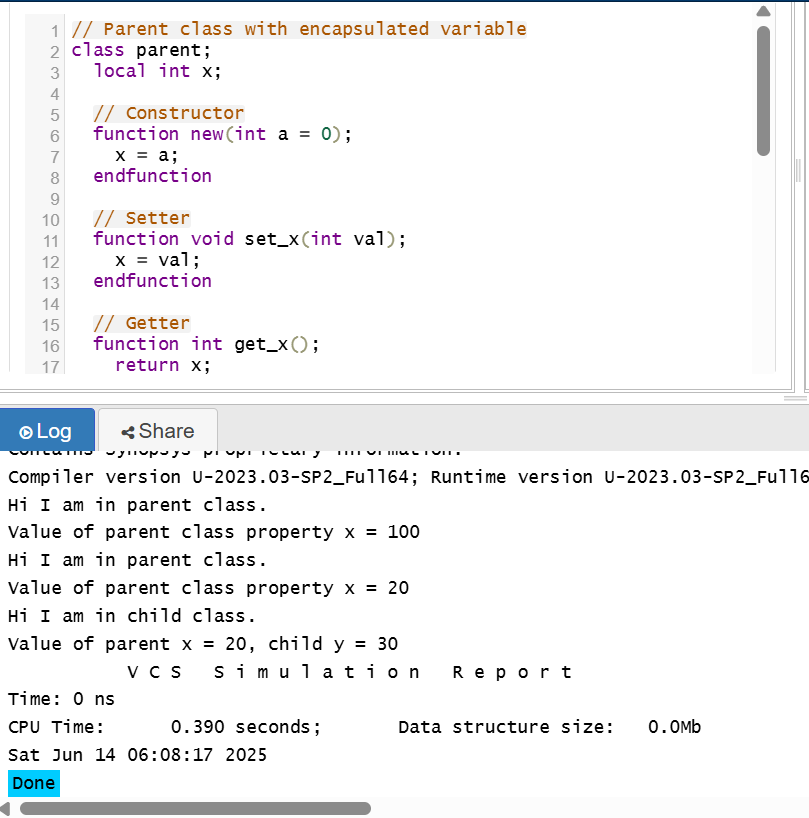 1 // Parent class with encapsulated variable
2 class parent;
3   local int x;
4
5   // Constructor
6   function new(int a = 0);
7     x = a;
8   endfunction
9
10   // Setter
11   function void set_x(int val);
12     x = val;
13   endfunction
14
15   // Getter
16   function int get_x();
17     return x;
Log Share
Contains Synopsys proprietary information.
Compiler version U-2023.03-SP2_Full64; Runtime version U-2023.03-SP2_Full6
Hi I am in parent class.
Value of parent class property x = 100
Hi I am in parent class.
Value of parent class property x = 20
Hi I am in child class.
Value of parent x = 20, child y = 30
V C S   S i m u l a t i o n   R e p o r t
Time: 0 ns
CPU Time:      0.390 seconds;       Data structure size:   0.0Mb
Sat Jun 14 06:08:17 2025
Done